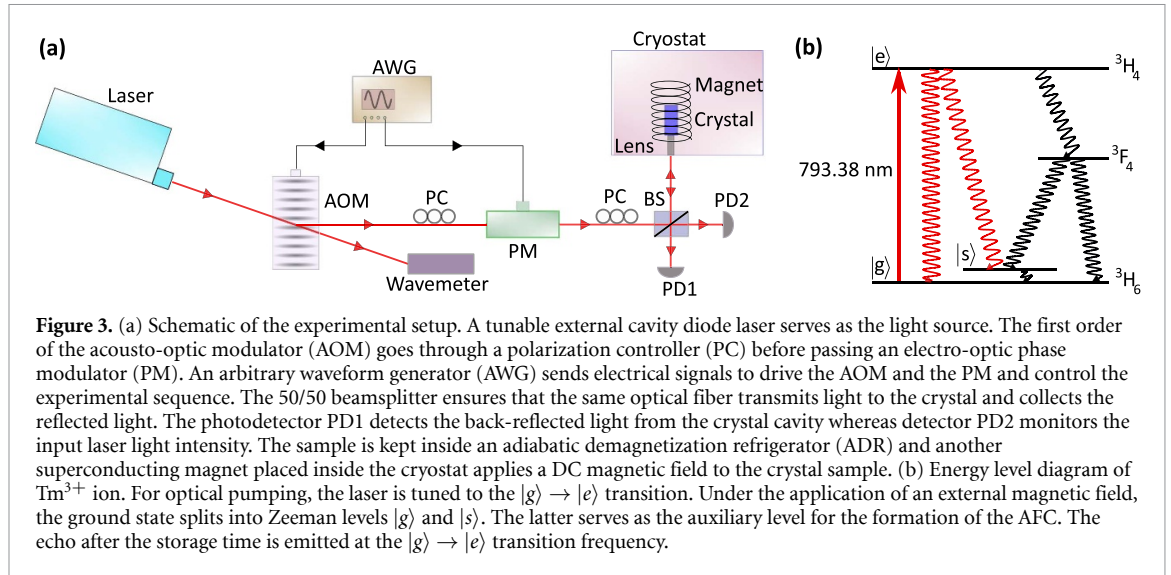 (a)
Laser
AWG
Cryostat
Magnet
Crystal
Lens
AOM
PC
PM
Wavemeter
PC
BS
PD2
PD1
(b)
|e⟩
³H₄
³F₄
793.38 nm
|s⟩
|g⟩
³H₆
Figure 3. (a) Schematic of the experimental setup. A tunable external cavity diode laser serves as the light source. The first order
of the acousto-optic modulator (AOM) goes through a polarization controller (PC) before passing an electro-optic phase
modulator (PM). An arbitrary waveform generator (AWG) sends electrical signals to drive the AOM and the PM and control the
experimental sequence. The 50/50 beamsplitter ensures that the same optical fiber transmits light to the crystal and collects the
reflected light. The photodetector PD1 detects the back-reflected light from the crystal cavity whereas detector PD2 monitors the
input laser light intensity. The sample is kept inside an adiabatic demagnetization refrigerator (ADR) and another
superconducting magnet placed inside the cryostat applies a DC magnetic field to the crystal sample. (b) Energy level diagram of
Tm³⁺ ion. For optical pumping, the laser is tuned to the |g⟩ → |e⟩ transition. Under the application of an external magnetic field,
the ground state splits into Zeeman levels |g⟩ and |s⟩. The latter serves as the auxiliary level for the formation of the AFC. The
echo after the storage time is emitted at the |g⟩ → |e⟩ transition frequency.